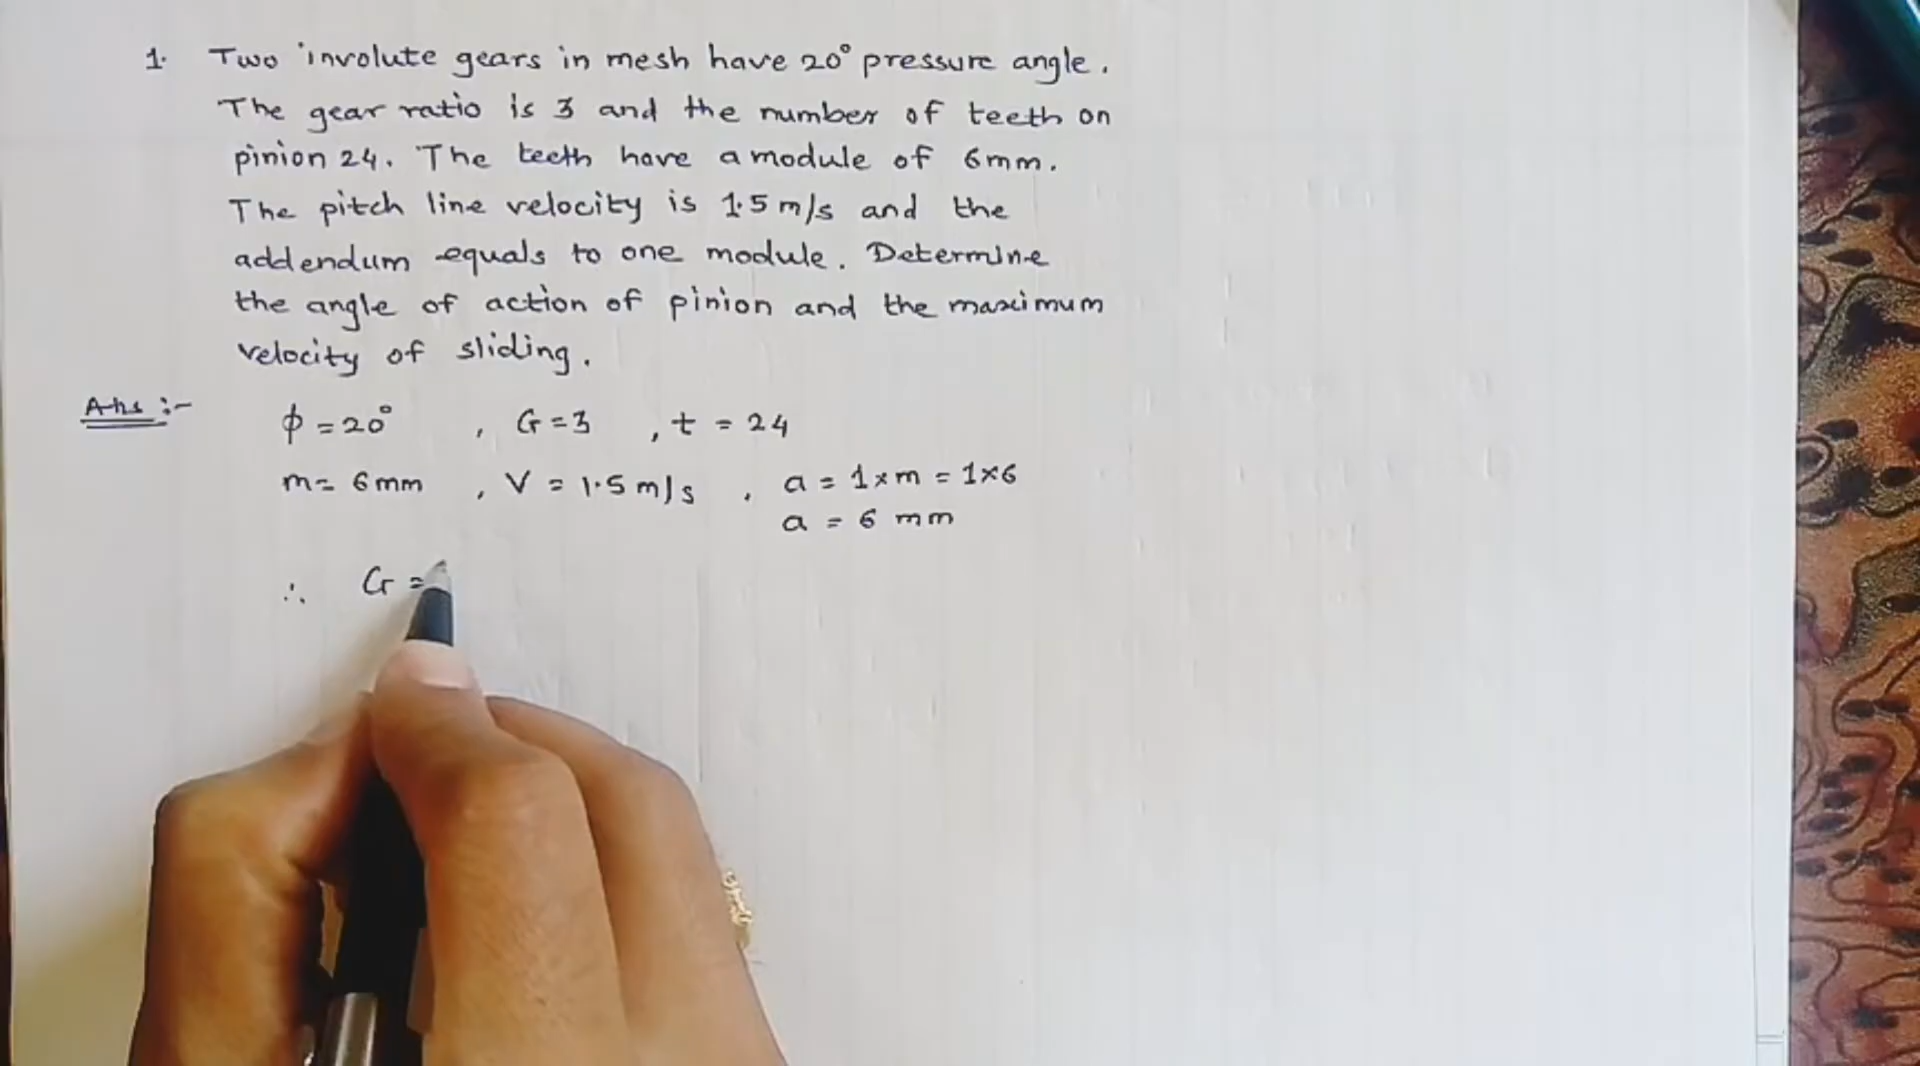 1. Two involute gears in mesh have 20° pressure angle.
The gear ratio is 3 and the number of teeth on
pinion 24. The teeth have a module of 6mm.
The pitch line velocity is 1.5 m/s and the
addendum equals to one module. Determine
the angle of action of pinion and the maximum
velocity of sliding.
Ans :- ϕ = 20° , G = 3 , t = 24
m = 6mm , V = 1.5 m/s , a = 1 × m = 1×6
a = 6 mm
∴ G =